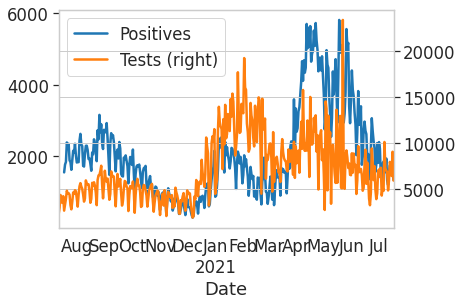 6000
4000
2000
Positives
Tests (right)
20000
15000
10000
5000
Aug Sep Oct Nov Dec Jan Feb Mar Apr May Jun Jul
2021
Date